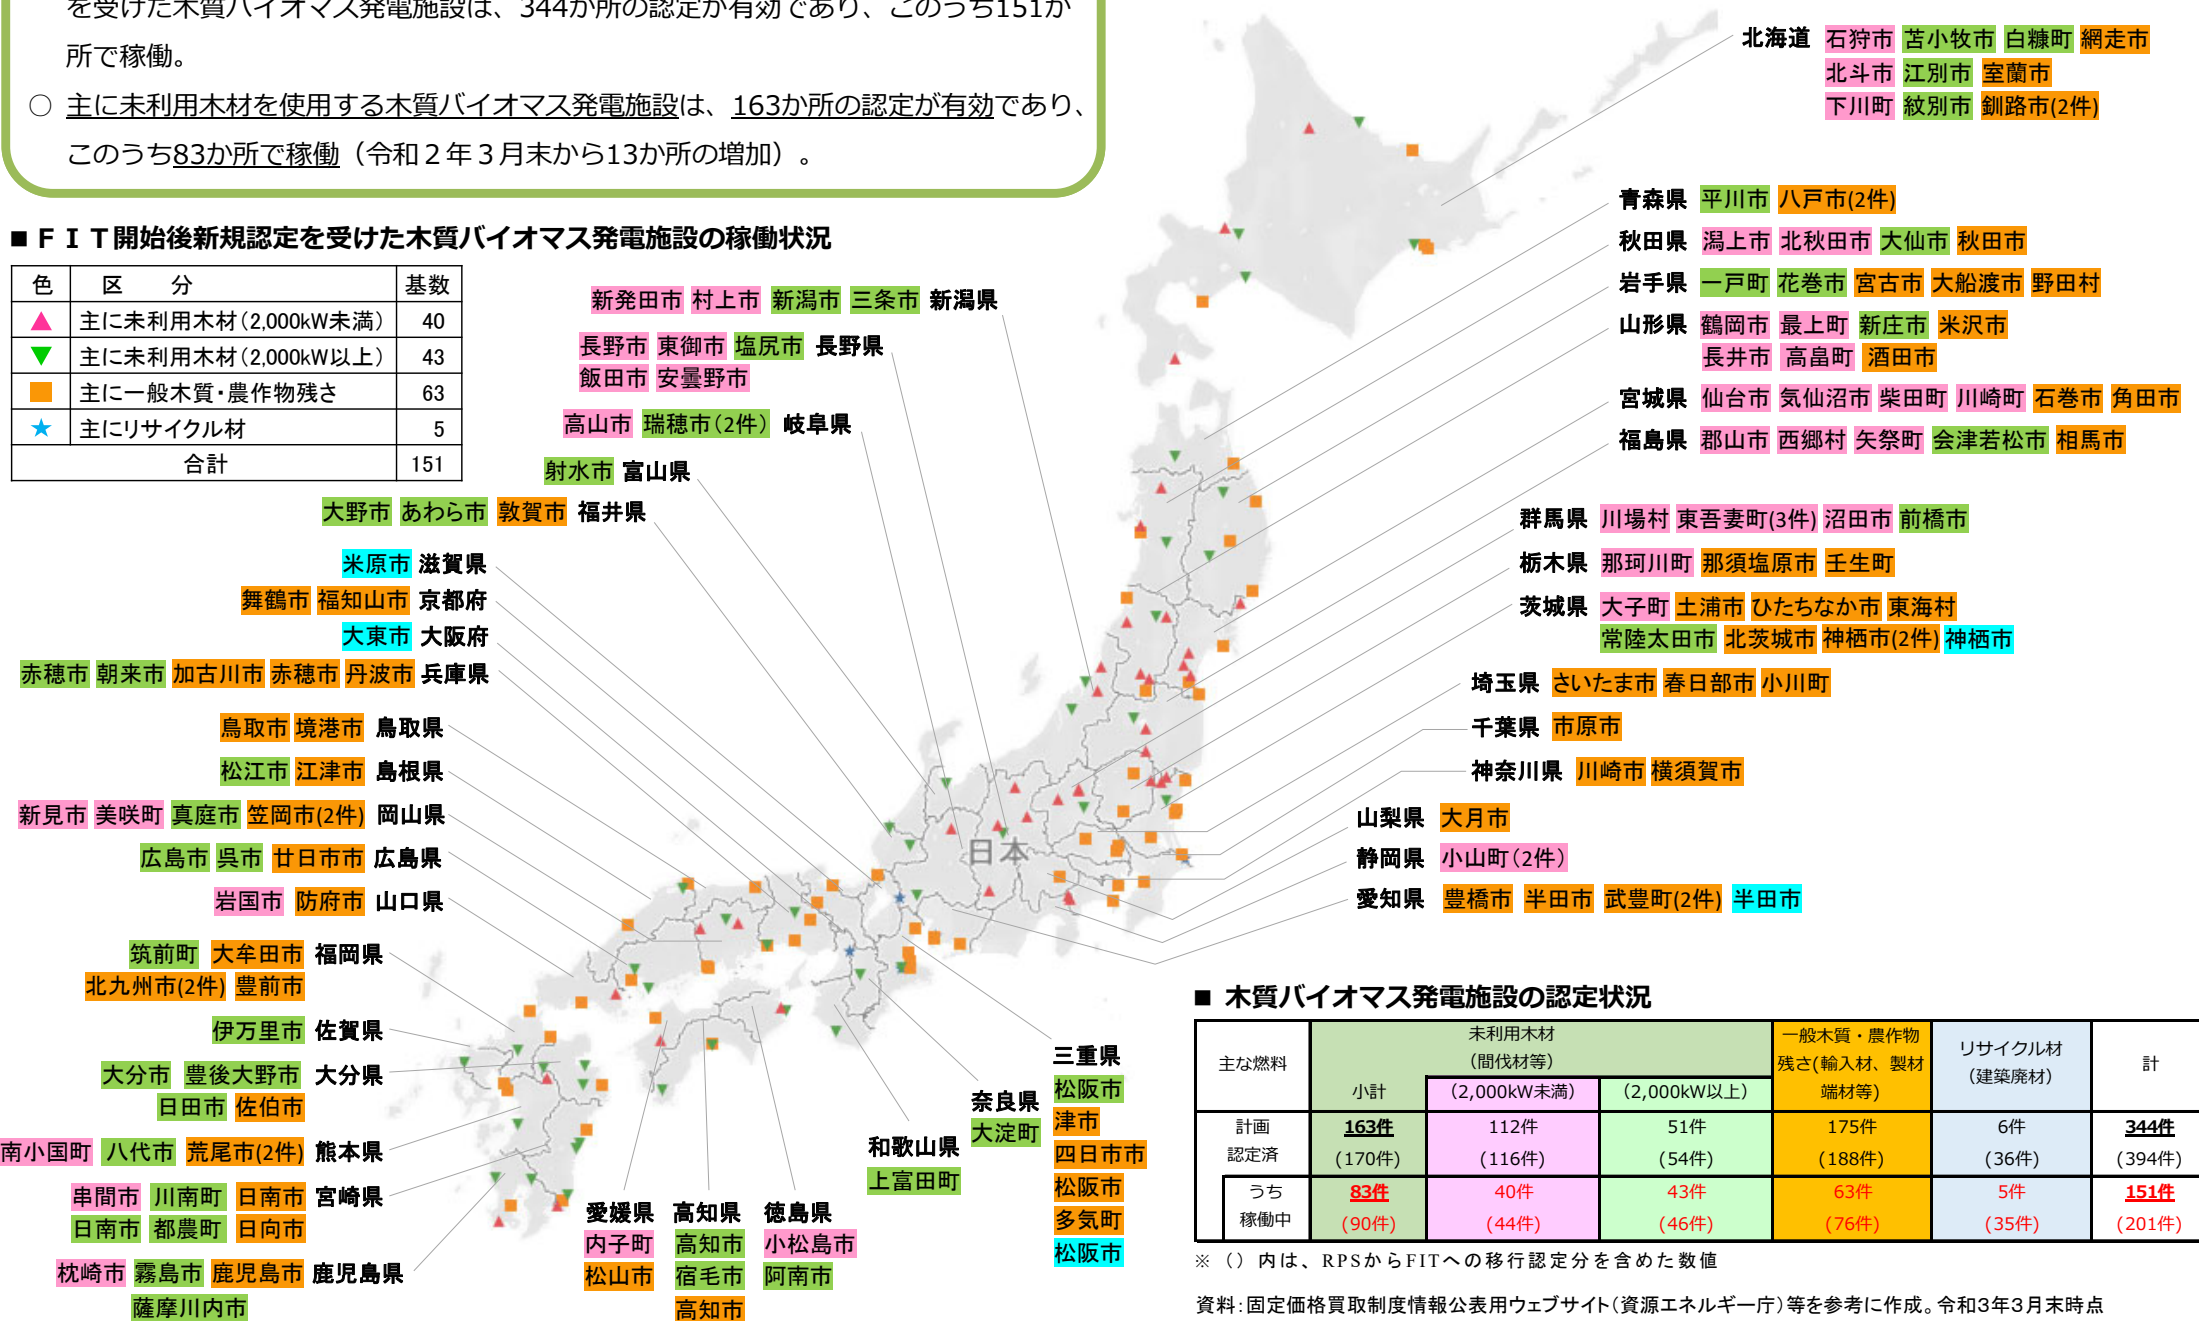 を受けた木質バイオマス発電施設は、344か所の認定が有効であり、このうち151か
所で稼働。
○ 主に未利用木材を使用する木質バイオマス発電施設は、163か所の認定が有効であり、
このうち83か所で稼働（令和２年３月末から13か所の増加）。
■ＦＩＴ開始後新規認定を受けた木質バイオマス発電施設の稼働状況
色 区 分 基数
▲ 主に未利用木材（2,000kW未満） 40
▼ 主に未利用木材（2,000kW以上） 43
■ 主に一般木質・農作物残さ 63
★ 主にリサイクル材 5
合計 151
北海道 石狩市 苫小牧市 白糠町 網走市
北斗市 江別市 室蘭市
下川町 紋別市 釧路市(2件)
青森県 平川市 八戸市(2件)
秋田県 潟上市 北秋田市 大仙市 秋田市
岩手県 一戸町 花巻市 宮古市 大船渡市 野田村
山形県 鶴岡市 最上町 新庄市 米沢市
長井市 高畠町 酒田市
宮城県 仙台市 気仙沼市 柴田町 川崎町 石巻市 角田市
福島県 郡山市 西郷村 矢祭町 会津若松市 相馬市
群馬県 川場村 東吾妻町(3件) 沼田市 前橋市
栃木県 那珂川町 那須塩原市 壬生町
茨城県 大子町 土浦市 ひたちなか市 東海村
常陸太田市 北茨城市 神栖市(2件) 神栖市
埼玉県 さいたま市 春日部市 小川町
千葉県 市原市
神奈川県 川崎市 横須賀市
山梨県 大月市
静岡県 小山町（2件）
愛知県 豊橋市 半田市 武豊町(2件) 半田市
新発田市 村上市 新潟市 三条市 新潟県
長野市 東御市 塩尻市 長野県
飯田市 安曇野市
高山市 瑞穂市（2件） 岐阜県
射水市 富山県
大野市 あわら市 敦賀市 福井県
米原市 滋賀県
舞鶴市 福知山市 京都府
大東市 大阪府
赤穂市 朝来市 加古川市 赤穂市 丹波市 兵庫県
鳥取市 境港市 鳥取県
松江市 江津市 島根県
新見市 美咲町 真庭市 笠岡市(2件) 岡山県
広島市 呉市 廿日市市 広島県
岩国市 防府市 山口県
筑前町 大牟田市 福岡県
北九州市(2件) 豊前市
伊万里市 佐賀県
大分市 豊後大野市 大分県
日田市 佐伯市
南小国町 八代市 荒尾市(2件) 熊本県
串間市 川南町 日南市 宮崎県
日南市 都農町 日向市
枕崎市 霧島市 鹿児島市 鹿児島県
薩摩川内市
日本
愛媛県
内子町
松山市
高知県
高知市
宿毛市
高知市
徳島県
小松島市
阿南市
和歌山県
上富田町
奈良県
大淀町
三重県
松阪市
津市
四日市市
松阪市
多気町
松阪市
■ 木質バイオマス発電施設の認定状況
主な燃料 未利用木材 一般木質・農作物 リサイクル材 計
（間伐材等） 残さ(輸入材、製材 （建築廃材）
小計 （2,000kW未満） （2,000kW以上） 端材等)
計画 163件 112件 51件 175件 6件 344件
認定済 （170件） （116件） （54件） （188件） （36件） （394件）
うち 83件 40件 43件 63件 5件 151件
稼働中 （90件） （44件） （46件） （76件） （35件） （201件）
※（）内は、RPSからFITへの移行認定分を含めた数値
資料：固定価格買取制度情報公表用ウェブサイト（資源エネルギー庁）等を参考に作成。令和3年3月末時点